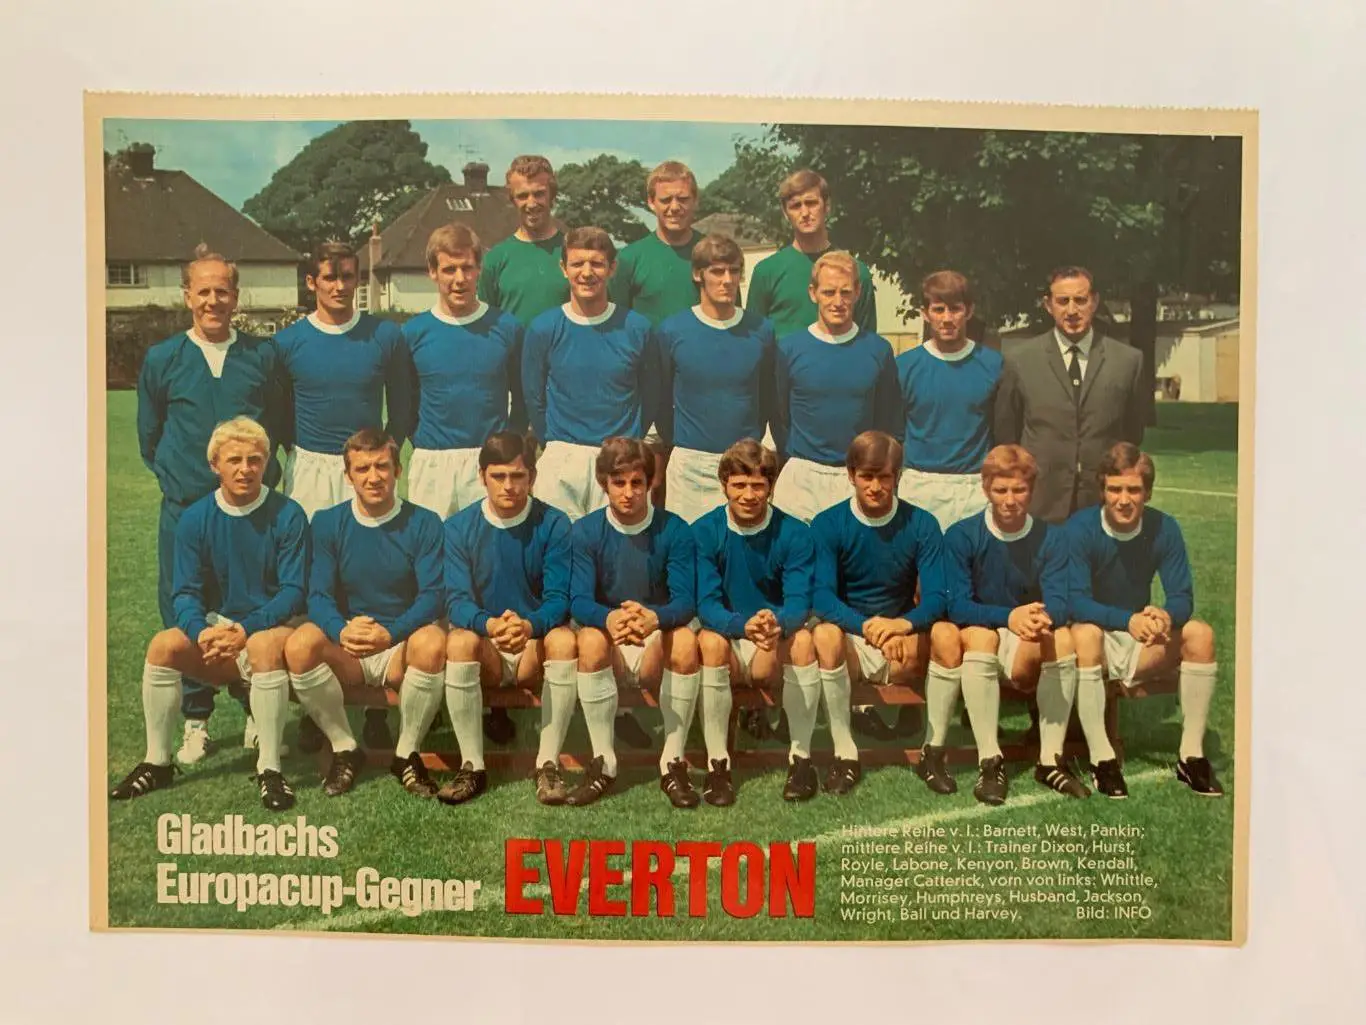 Gladbachs
Europacup-Gegner
EVERTON
Hintere Reihe v. l.: Barnett, West, Pankin;
mittlere Reihe v. l.: Trainer Dixon, Hurst,
Royle, Labone, Kenyon, Brown, Kendall,
Manager Catterick, vorn von links: Whittle,
Morrisey, Humphreys, Husband, Jackson,
Wright, Ball und Harvey. Bild: INFO